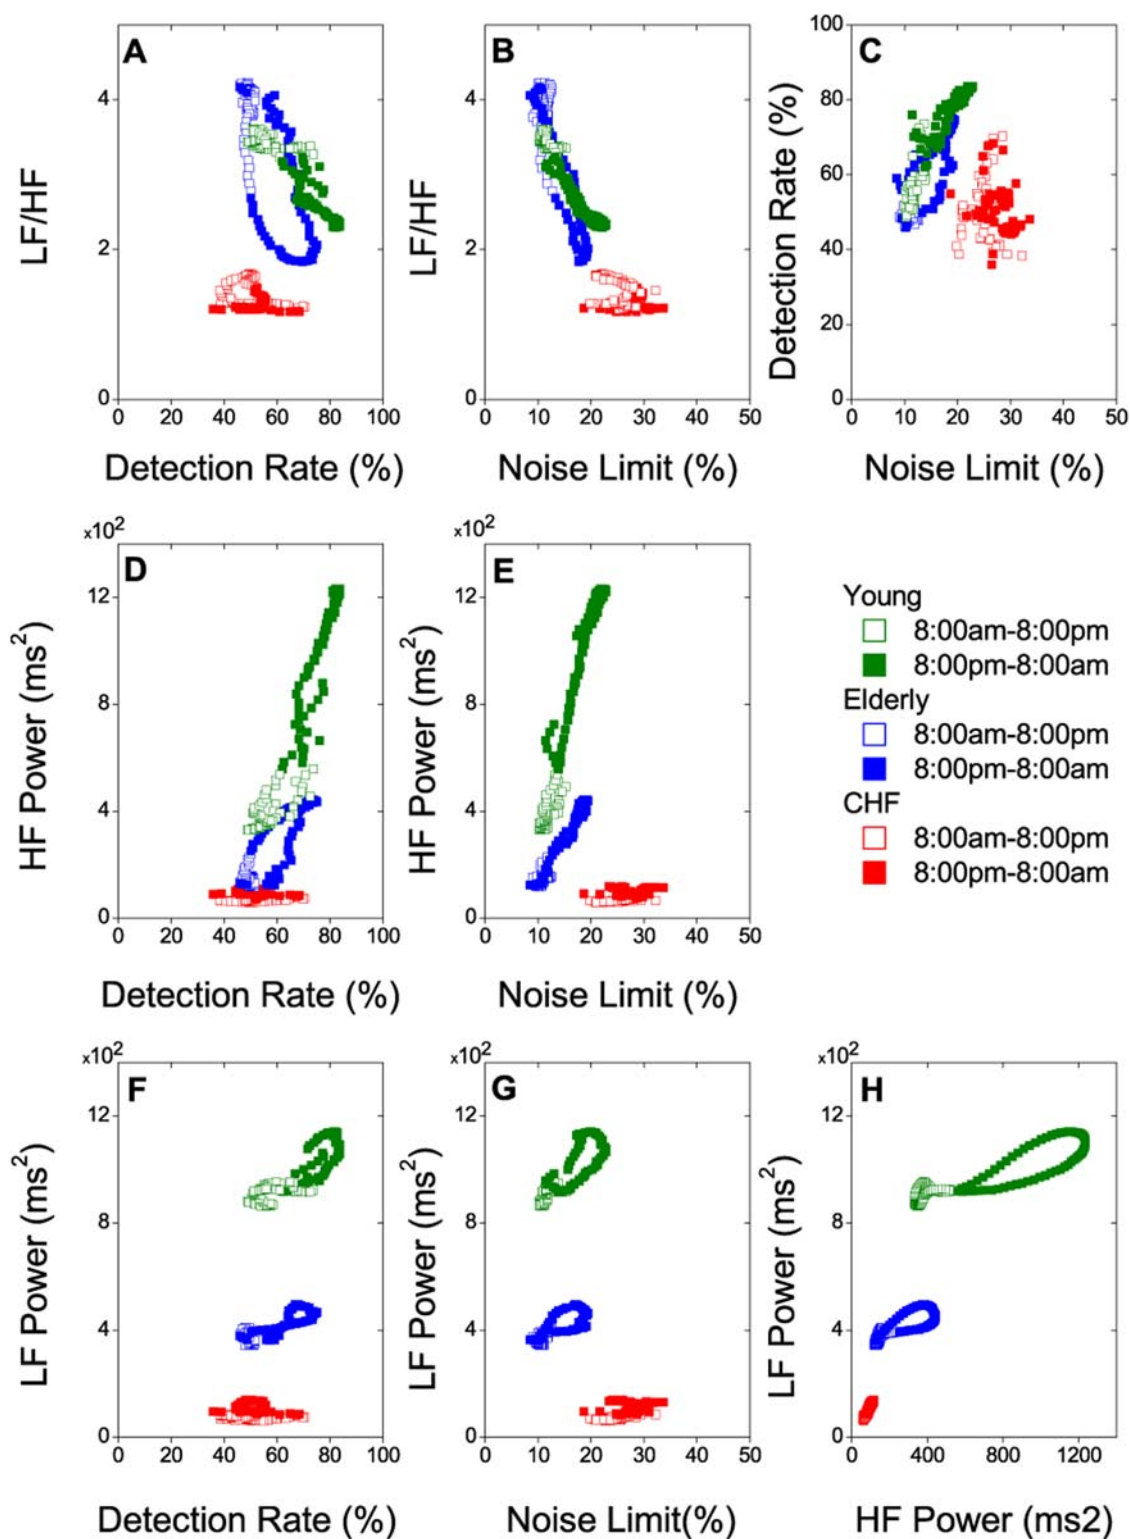 A
LF/HF
4
2
0
0 20 40 60 80 100
Detection Rate (%)
B
LF/HF
4
2
0
0 10 20 30 40 50
Noise Limit (%)
C
Detection Rate (%)
100
80
60
40
20
0
0 10 20 30 40 50
Noise Limit (%)
x10²
D
HF Power (ms²)
12
8
4
0
0 20 40 60 80 100
Detection Rate (%)
x10²
E
HF Power (ms²)
12
8
4
0
0 10 20 30 40 50
Noise Limit (%)
Young
8:00am-8:00pm
8:00pm-8:00am
Elderly
8:00am-8:00pm
8:00pm-8:00am
CHF
8:00am-8:00pm
8:00pm-8:00am
x10²
F
LF Power (ms²)
12
8
4
0
0 20 40 60 80 100
Detection Rate (%)
x10²
G
LF Power (ms²)
12
8
4
0
0 10 20 30 40 50
Noise Limit(%)
x10²
H
LF Power (ms²)
12
8
4
0
0 400 800 1200
HF Power (ms2)